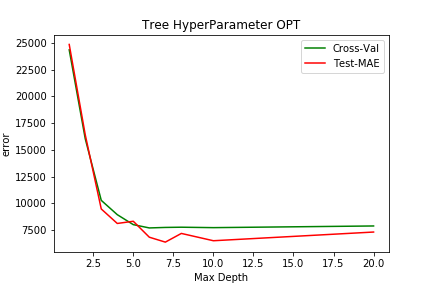 Tree HyperParameter OPT
Cross-Val
Test-MAE
25000
22500
20000
17500
15000
12500
10000
7500
error
2.5 5.0 7.5 10.0 12.5 15.0 17.5 20.0
Max Depth